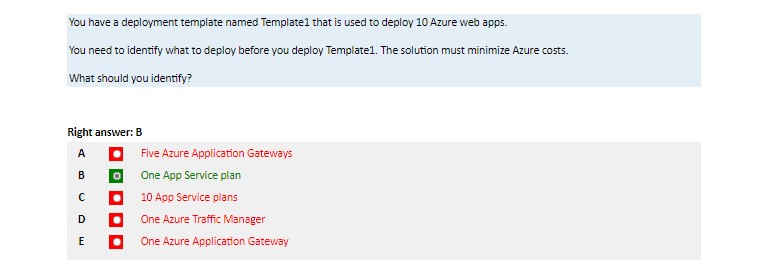 You have a deployment template named Template1 that is used to deploy 10 Azure web apps.
You need to identify what to deploy before you deploy Template1. The solution must minimize Azure costs.
What should you identify?
Right answer: B
A Five Azure Application Gateways
B One App Service plan
C 10 App Service plans
D One Azure Traffic Manager
E One Azure Application Gateway